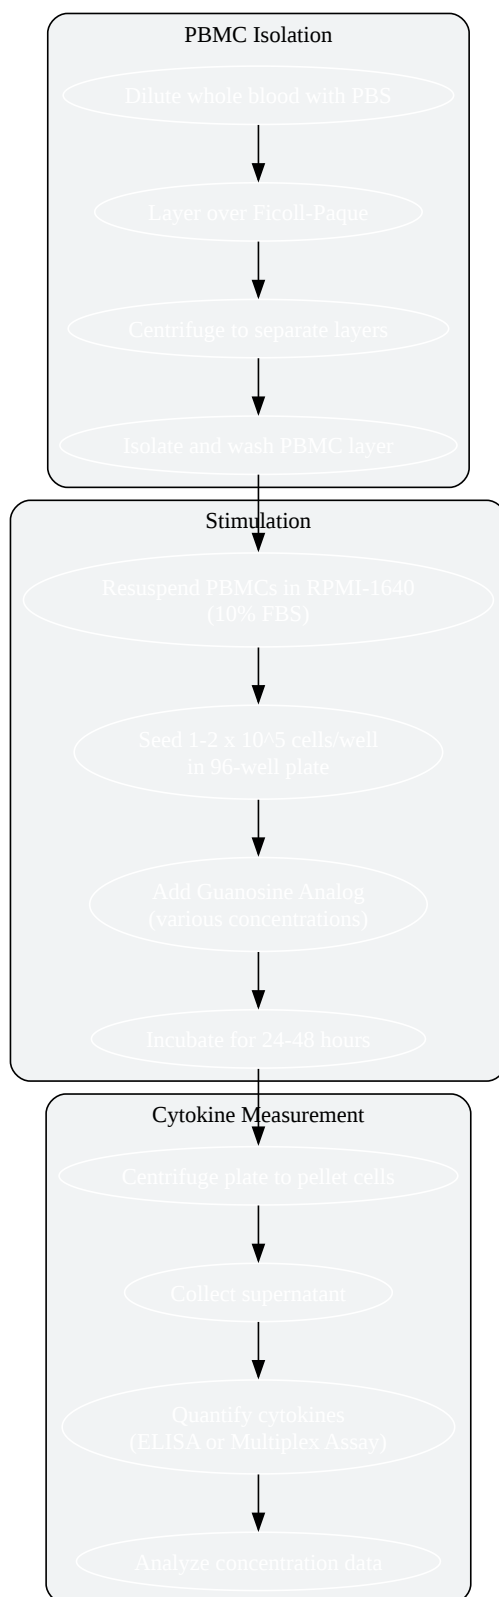 PBMC Isolation
Dilute whole blood with PBS
Layer over Ficoll-Paque
Centrifuge to separate layers
Isolate and wash PBMC layer
Stimulation
Resuspend PBMCs in RPMI-1640
(10% FBS)
Seed 1-2 x 10^5 cells/well
in 96-well plate
Add Guanosine Analog
(various concentrations)
Incubate for 24-48 hours
Cytokine Measurement
Centrifuge plate to pellet cells
Collect supernatant
Quantify cytokines
(ELISA or Multiplex Assay)
Analyze concentration data